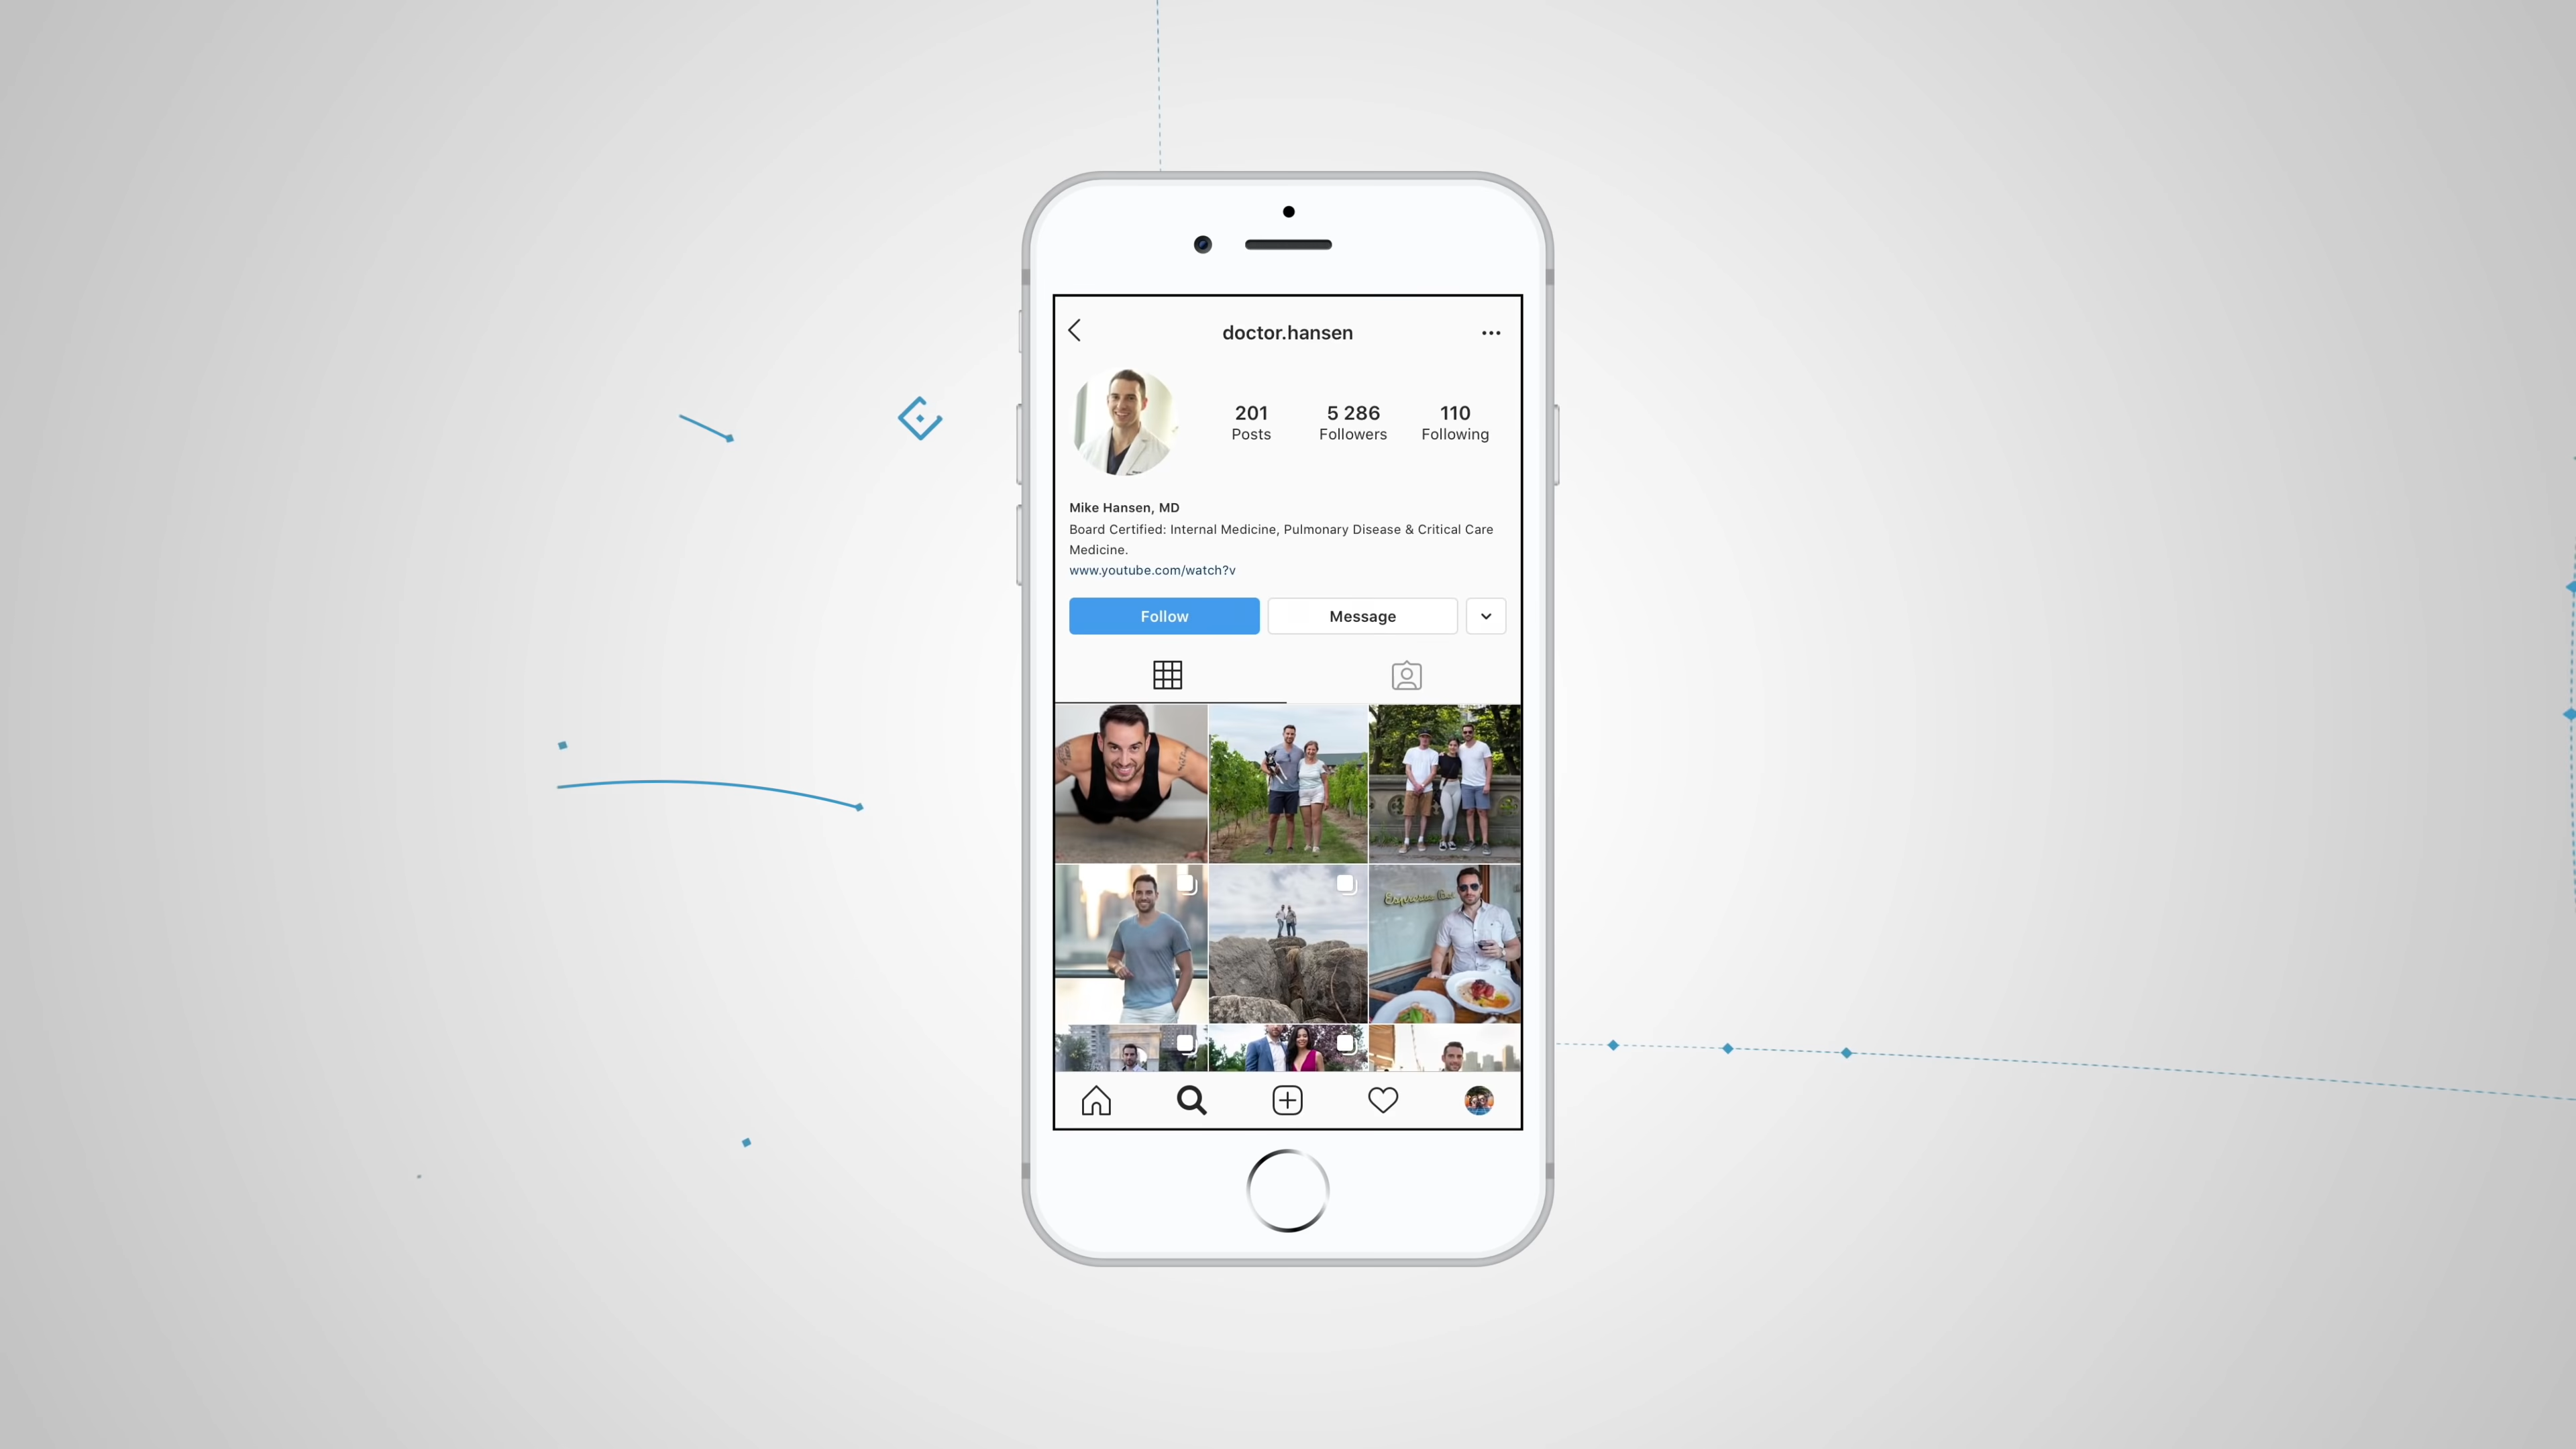 doctor.hansen
201 5 286 110
Posts Followers Following
Mike Hansen, MD
Board Certified: Internal Medicine, Pulmonary Disease & Critical Care
Medicine.
www.youtube.com/watch?v
Follow Message